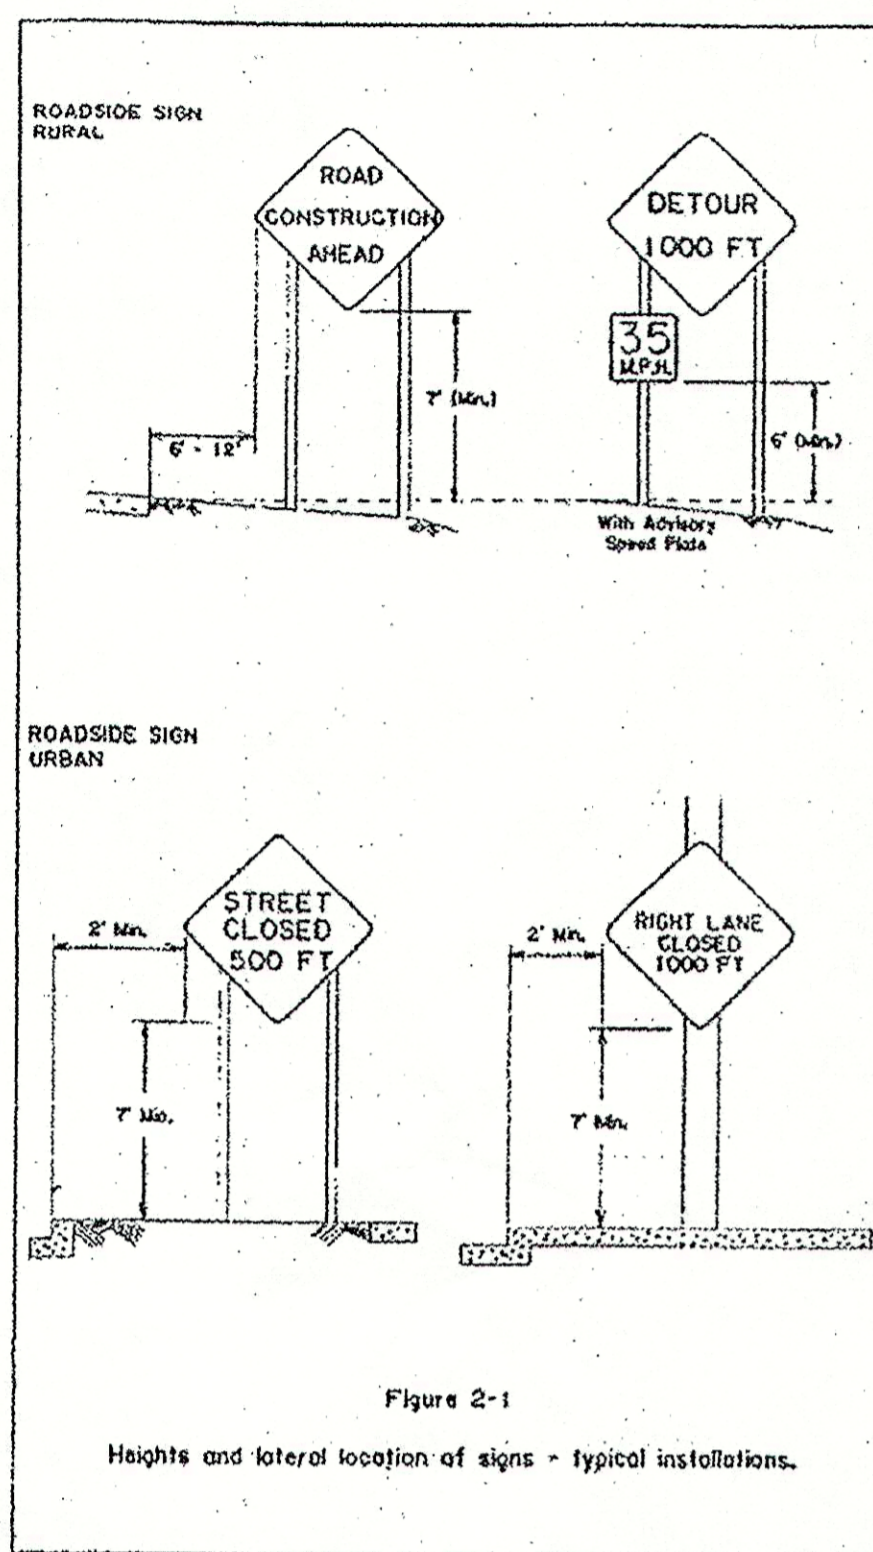 ROADSIDE SIGN
RURAL
ROAD
CONSTRUCTION
AHEAD
DETOUR
1000 FT
35
M.P.H.
7' (Min.)
6' - 12'
6' (Min.)
With Advisory
Speed Plate
ROADSIDE SIGN
URBAN
STREET
CLOSED
500 FT
2' Min.
7' Min.
RIGHT LANE
CLOSED
1000 FT
2' Min.
7' Min.
Figure 2-1
Heights and lateral location of signs - typical installations.